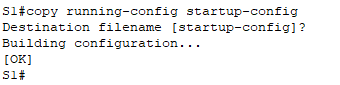 S1#copy running-config startup-config
Destination filename [startup-config]?
Building configuration...
[OK]
S1#